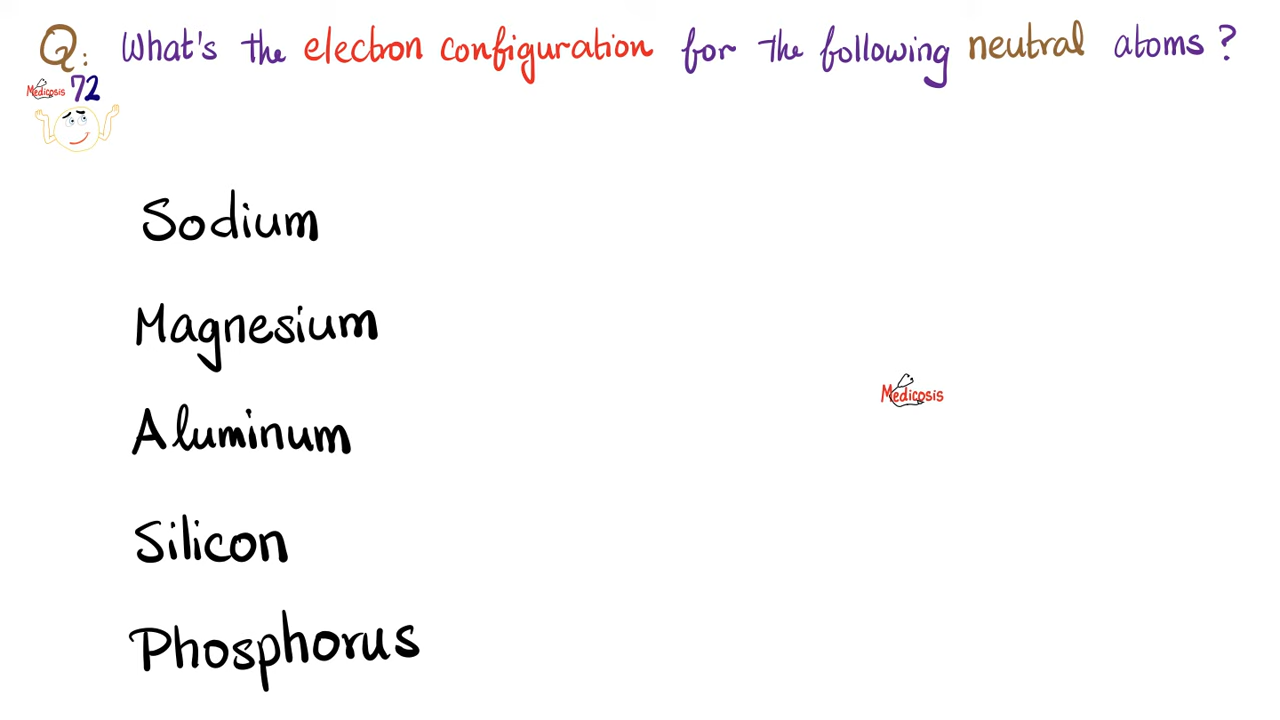 Q: What's the electron configuration for the following neutral atoms?
Medicosis 72
Sodium
Magnesium
Medicosis
Aluminum
Silicon
Phosphorus